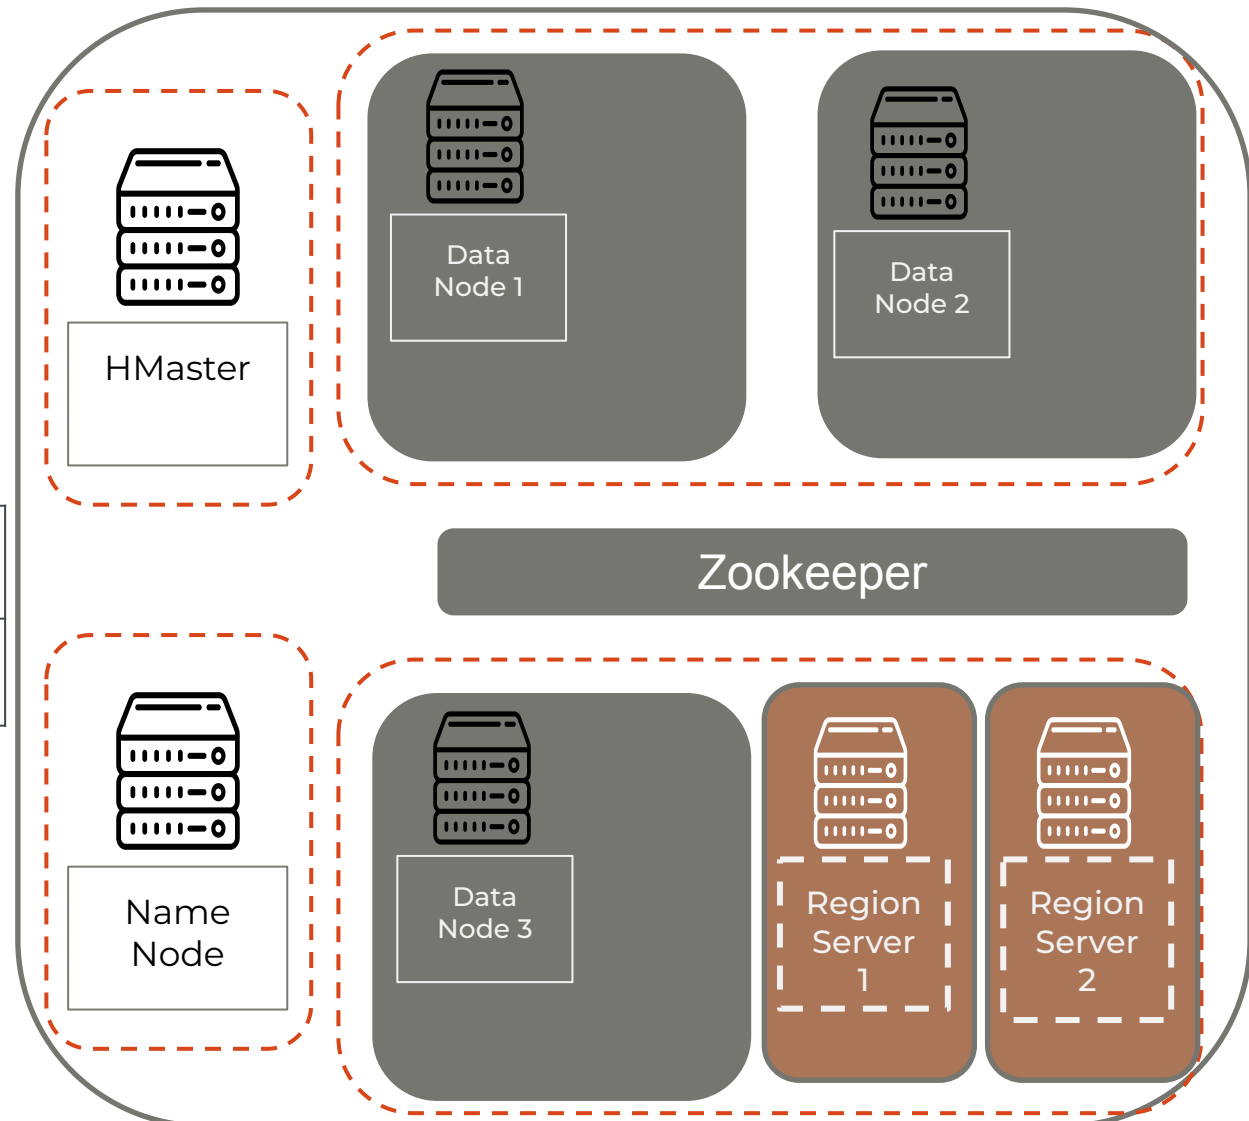 Data
Node 1
Data
Node 2
HMaster
Zookeeper
Name
Node
Data
Node 3
Region
Server
1
Region
Server
2